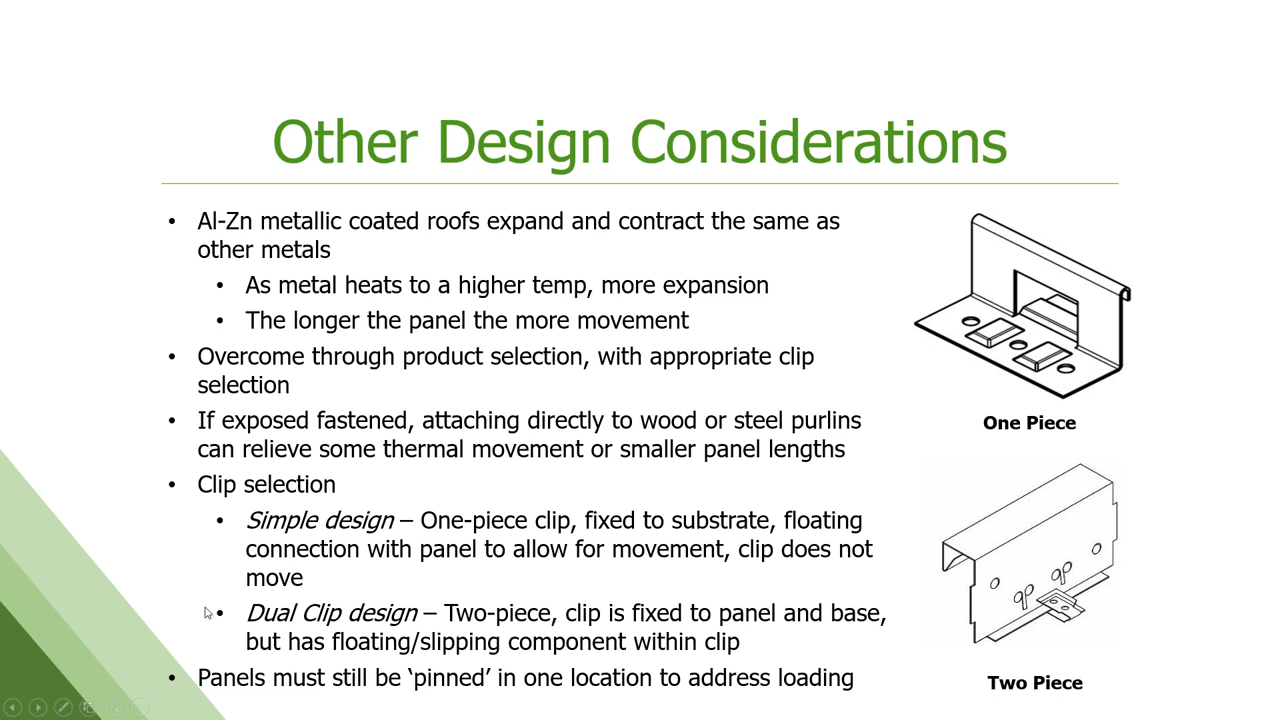 Other Design Considerations
• Al-Zn metallic coated roofs expand and contract the same as
other metals
• As metal heats to a higher temp, more expansion
• The longer the panel the more movement
• Overcome through product selection, with appropriate clip
selection
• If exposed fastened, attaching directly to wood or steel purlins
can relieve some thermal movement or smaller panel lengths
• Clip selection
• Simple design – One-piece clip, fixed to substrate, floating
connection with panel to allow for movement, clip does not
move
• Dual Clip design – Two-piece, clip is fixed to panel and base,
but has floating/slipping component within clip
• Panels must still be ‘pinned’ in one location to address loading
One Piece
Two Piece